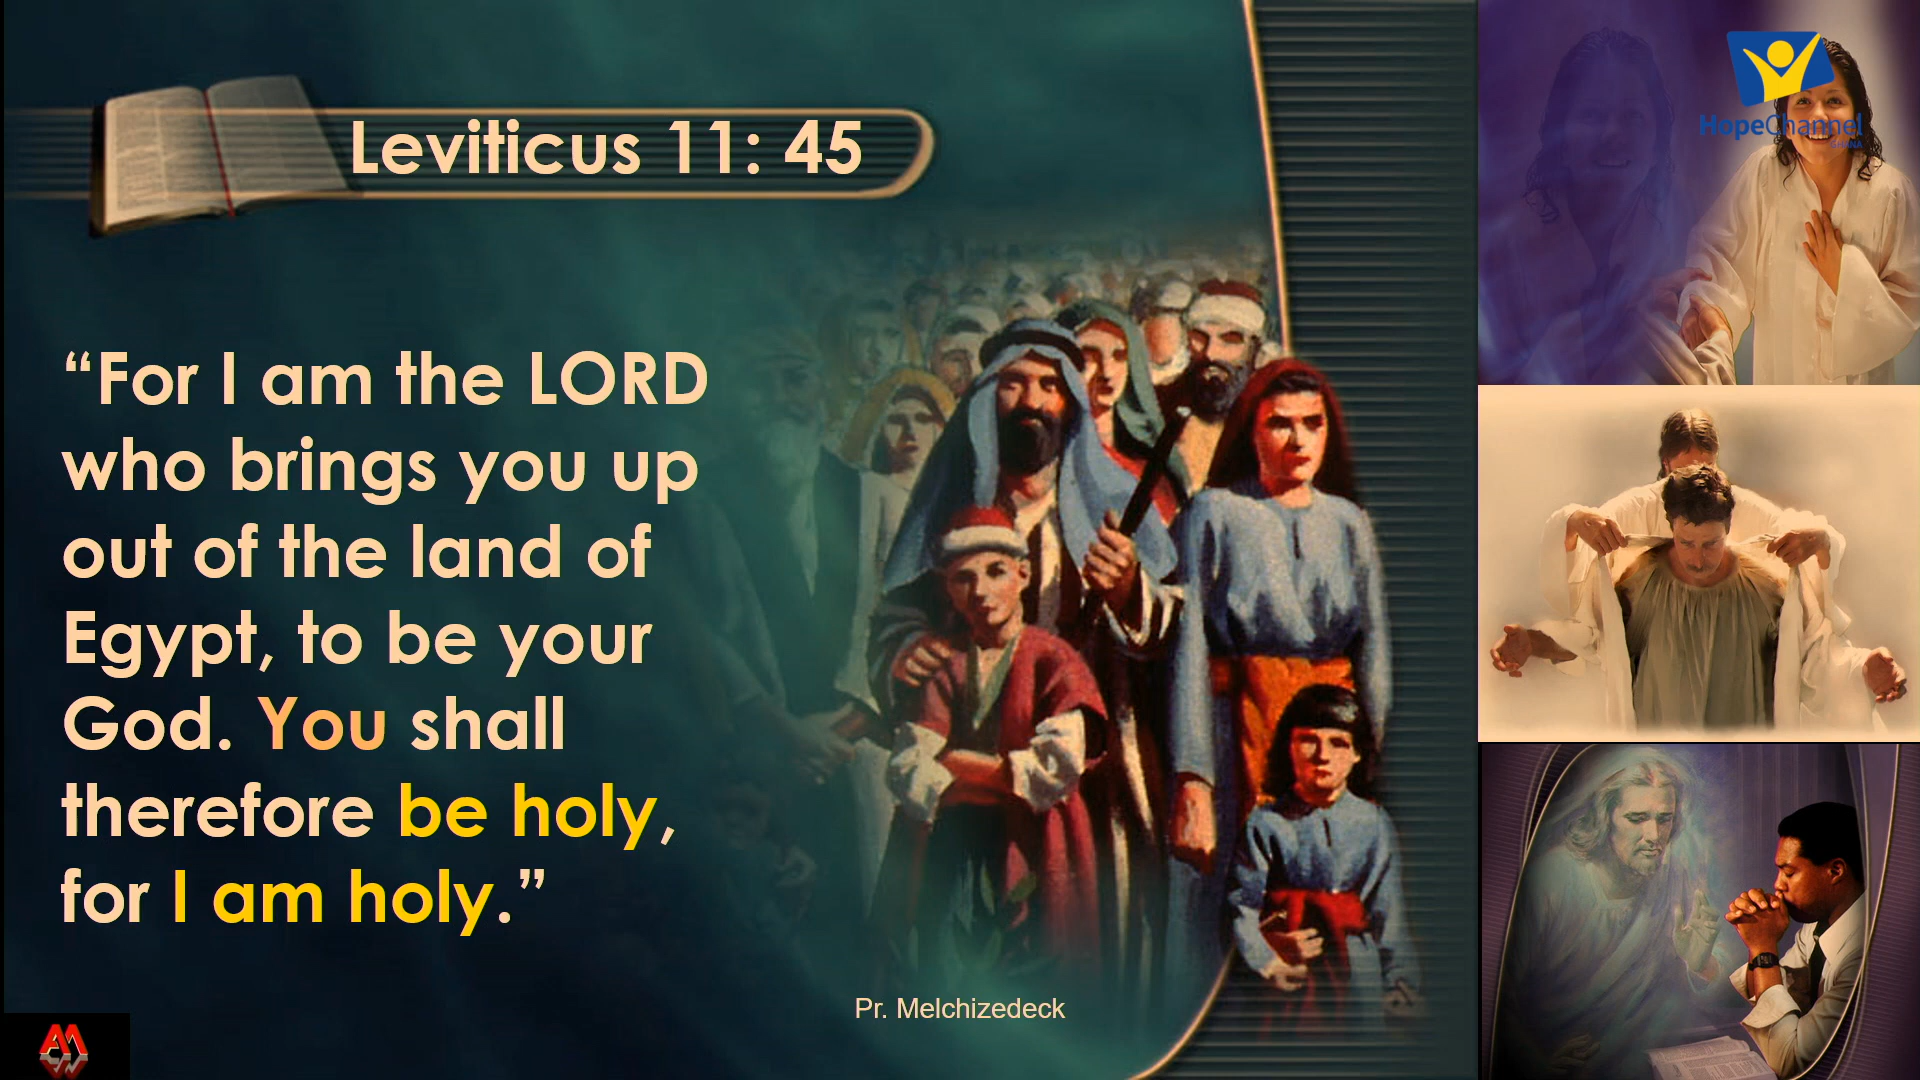 Leviticus 11: 45
“For I am the LORD
who brings you up
out of the land of
Egypt, to be your
God. You shall
therefore be holy,
for I am holy.”
Pr. Melchizedeck
HopeChannel
GHANA